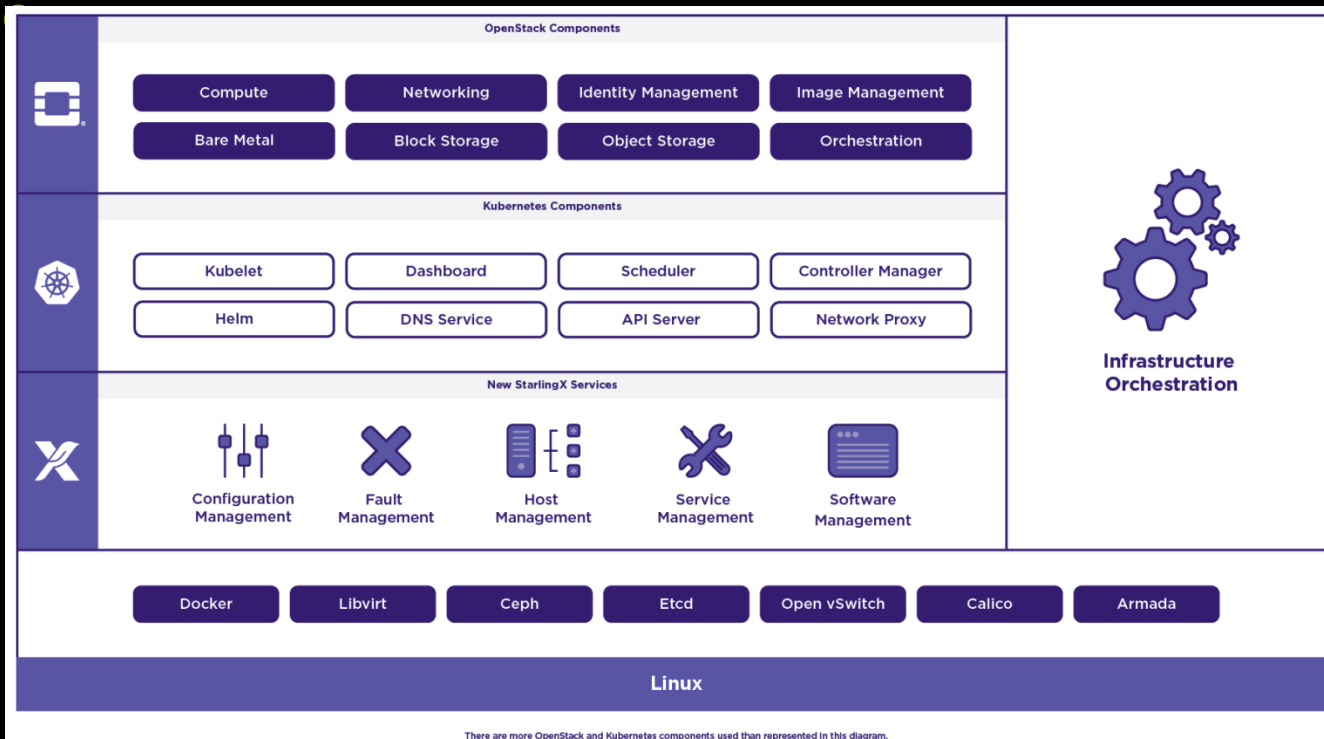 OpenStack Components
Compute
Networking
Identity Management
Image Management
Bare Metal
Block Storage
Object Storage
Orchestration
Kubernetes Components
Kubelet
Dashboard
Scheduler
Controller Manager
Helm
DNS Service
API Server
Network Proxy
New StarlingX Services
Configuration
Management
Fault
Management
Host
Management
Service
Management
Software
Management
Infrastructure
Orchestration
Docker
Libvirt
Ceph
Etcd
Open vSwitch
Calico
Armada
Linux
There are more OpenStack and Kubernetes components used than represented in this diagram.